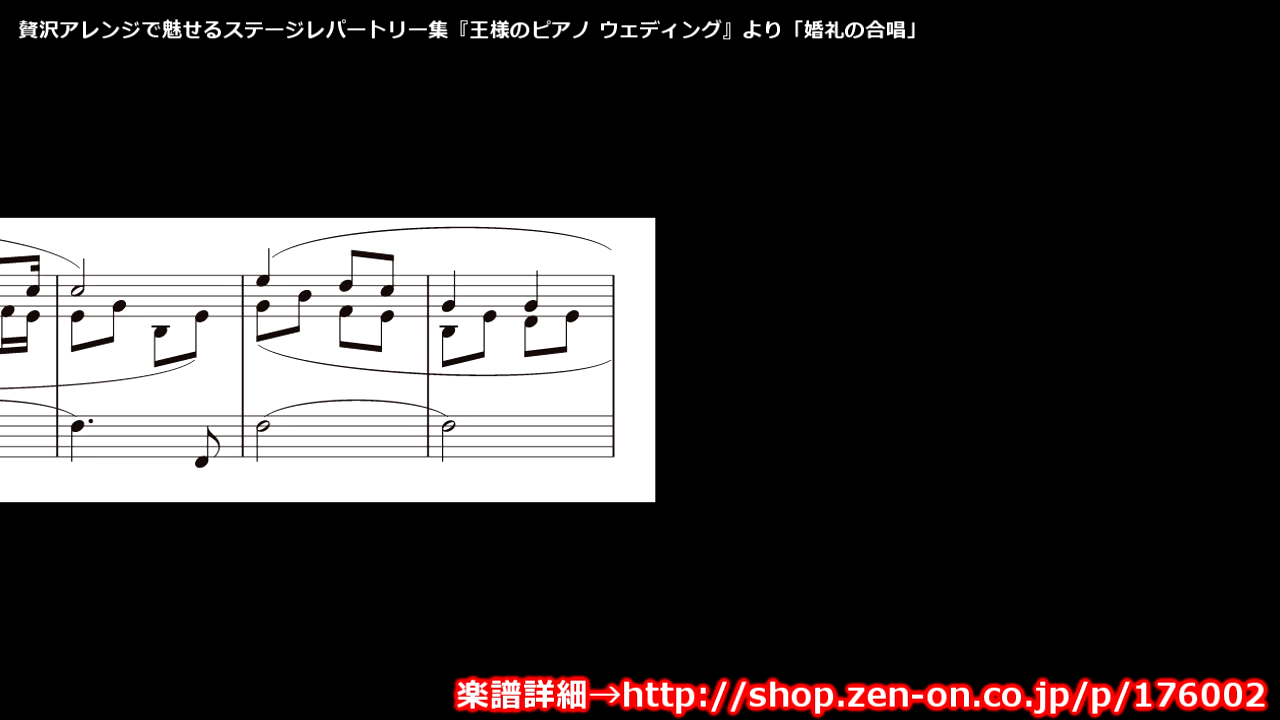 贅沢アレンジで魅せるステージレパートリー集『王様のピアノ ウェディング』より「婚礼の合唱」
楽譜詳細→http://shop.zen-on.co.jp/p/176002